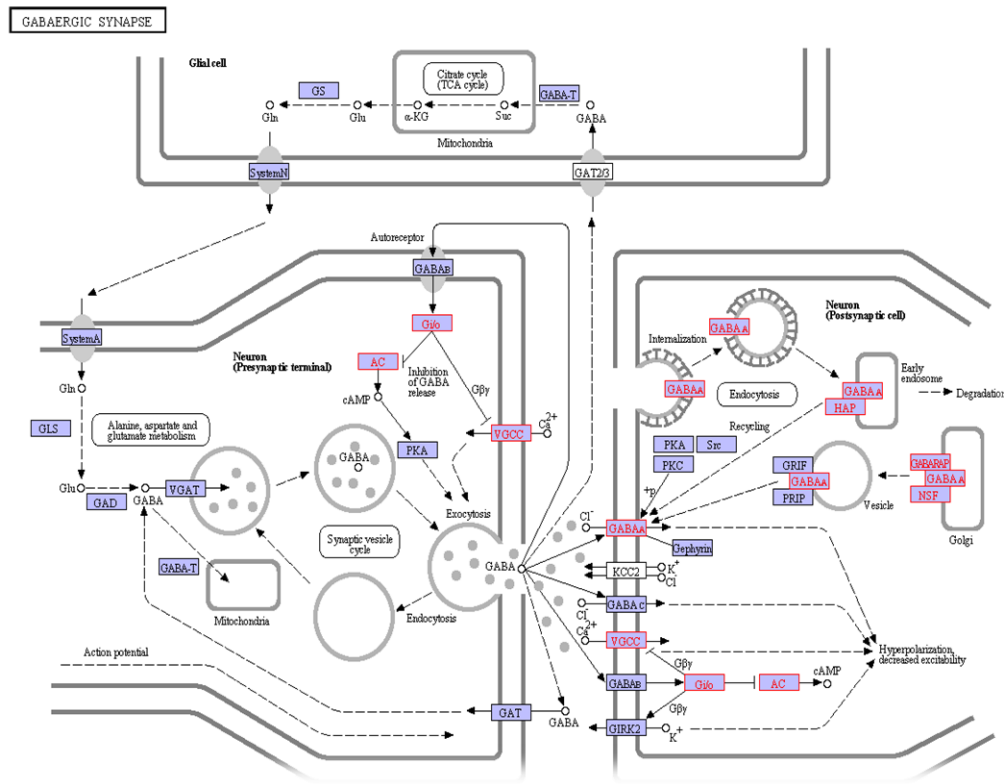 GABAERGIC SYNAPSE
Glial cell
Citrate cycle
(TCA cycle)
GS
GABA-T
Gln
Glu
α-KG
Suc
GABA
Mitochondria
SystemN
GAT2/3
Autoreceptor
GABAB
Gi/o
Neuron
(Presynaptic terminal)
AC
Inhibition
of GABA
release
Gβγ
cAMP
VGCC
Ca2+
PKA
SystemA
Gln
GLS
Alanine, aspartate and
glutamate metabolism
Glu
GAD
GABA
VGAT
GABA
Exocytosis
Synaptic vesicle
cycle
GABA
GABA-T
Mitochondria
Endocytosis
Action potential
GAT
GABA
Neuron
(Postsynaptic cell)
GABAA
Internalization
GABAA
Endocytosis
Early
endosome
GABAA
HAP
Degradation
Recycling
PKA
Src
PKC
+p
GRIF
GABAA
PRIP
Vesicle
GABARAP
GABAA
NSF
Golgi
Cl-
GABAA
Gephyrin
KCC2
K+
Cl-
GABAC
Cl-
Ca2+
VGCC
Gβγ
Hyperpolarization,
decreased excitability
GABAB
Gi/o
AC
cAMP
Gβγ
GIRK2
K+